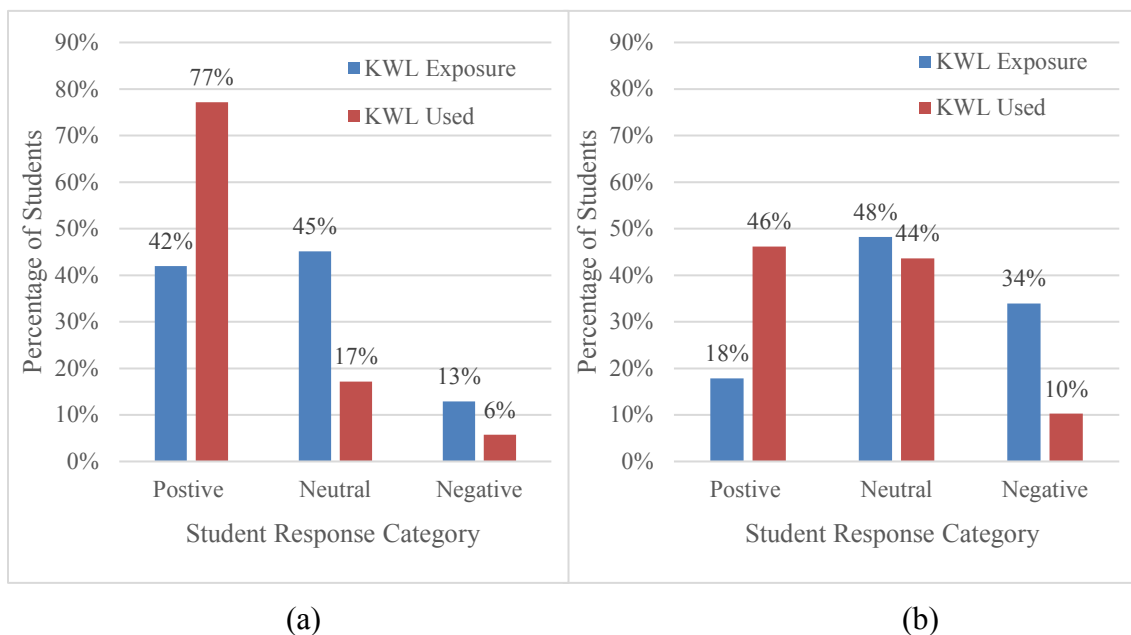 90%
80%
70%
60%
50%
40%
30%
20%
10%
0%
Percentage of Students
KWL Exposure
KWL Used
77%
42%
45%
17%
13%
6%
Postive
Neutral
Negative
Student Response Category
(a)
90%
80%
70%
60%
50%
40%
30%
20%
10%
0%
Percentage of Students
KWL Exposure
KWL Used
18%
46%
48%
44%
34%
10%
Postive
Neutral
Negative
Student Response Category
(b)